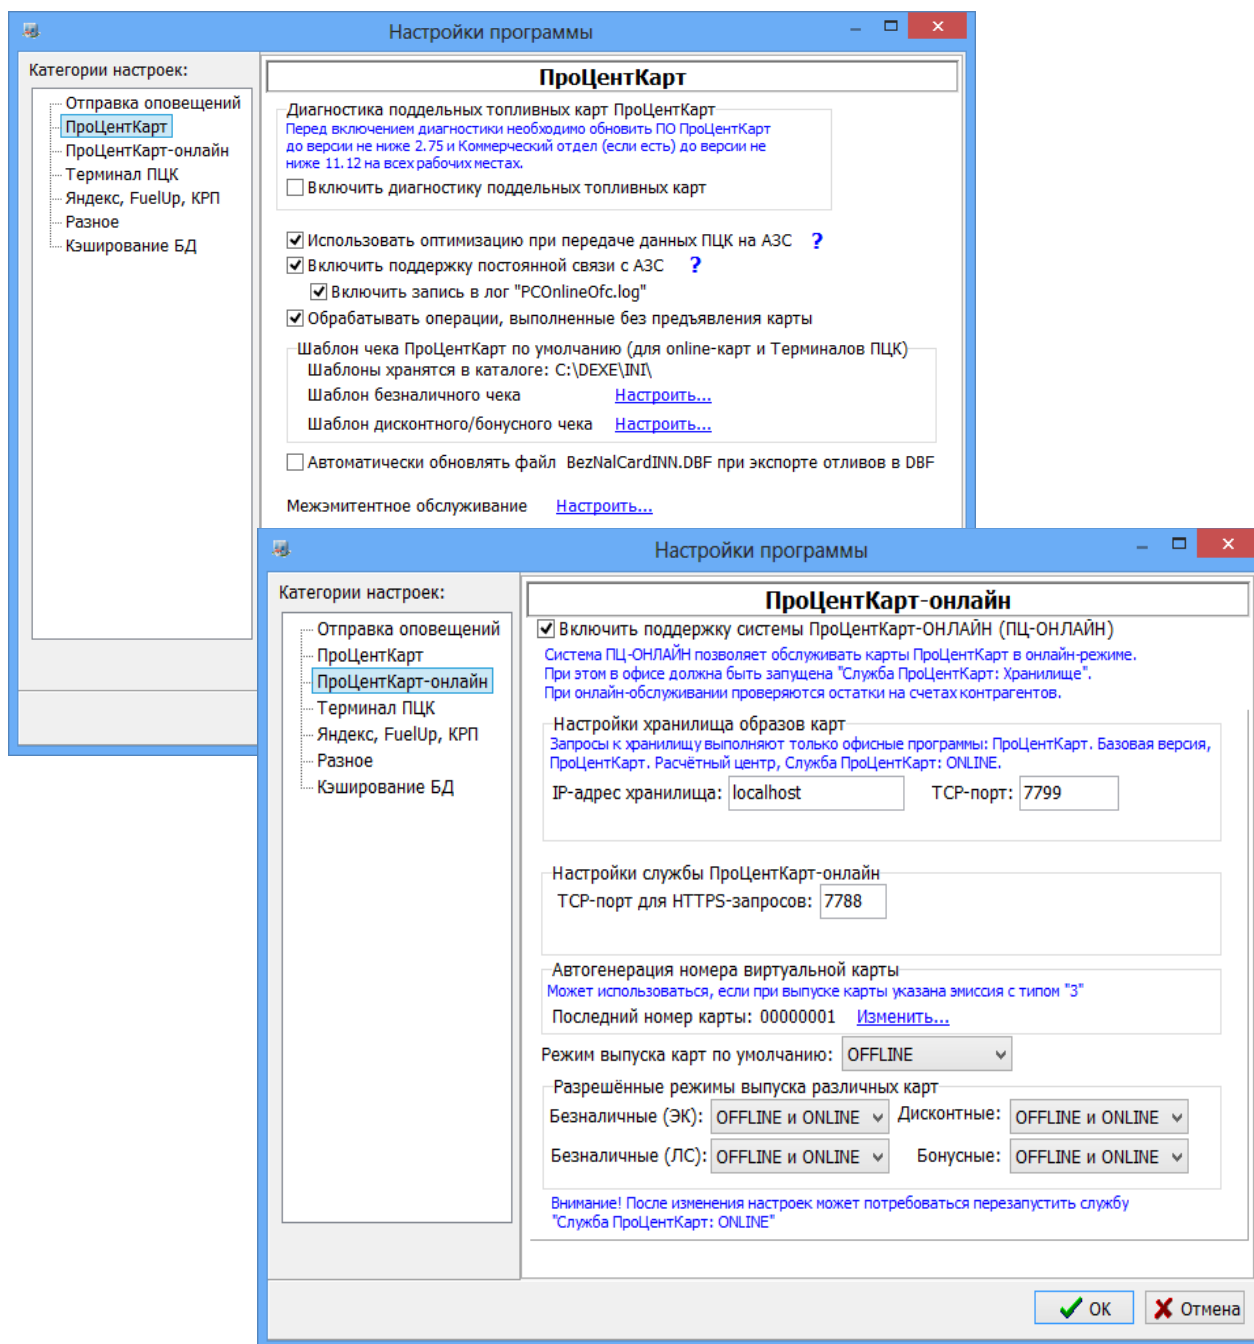 Настройки программы
Категории настроек:
Отправка оповещений
ПроЦентКарт
ПроЦентКарт-онлайн
Терминал ПЦК
Яндекс, FuelUp, КРП
Разное
Кэширование БД
ПроЦентКарт
Диагностика поддельных топливных карт ПроЦентКарт
Перед включением диагностики необходимо обновить ПО ПроЦентКарт
до версии не ниже 2.75 и Коммерческий отдел (если есть) до версии не
ниже 11.12 на всех рабочих местах.
Включить диагностику поддельных топливных карт
Использовать оптимизацию при передаче данных ПЦК на АЗС ?
Включить поддержку постоянной связи с АЗС ?
Включить запись в лог "PCOnlineOfc.log"
Обрабатывать операции, выполненные без предъявления карты
Шаблон чека ПроЦентКарт по умолчанию (для online-карт и Терминалов ПЦК)
Шаблоны хранятся в каталоге: C:\DEXE\INI\
Шаблон безналичного чека Настроить...
Шаблон дисконтного/бонусного чека Настроить...
Автоматически обновлять файл BezNalCardINN.DBF при экспорте отливов в DBF
Межэмитентное обслуживание Настроить...
Настройки программы
Категории настроек:
Отправка оповещений
ПроЦентКарт
ПроЦентКарт-онлайн
Терминал ПЦК
Яндекс, FuelUp, КРП
Разное
Кэширование БД
ПроЦентКарт-онлайн
Включить поддержку системы ПроЦентКарт-ОНЛАЙН (ПЦ-ОНЛАЙН)
Система ПЦ-ОНЛАЙН позволяет обслуживать карты ПроЦентКарт в онлайн-режиме.
При этом в офисе должна быть запущена "Служба ПроЦентКарт: Хранилище".
При онлайн-обслуживании проверяются остатки на счетах контрагентов.
Настройки хранилища образов карт
Запросы к хранилищу выполняют только офисные программы: ПроЦентКарт. Базовая версия,
ПроЦентКарт. Расчётный центр, Служба ПроЦентКарт: ONLINE.
IP-адрес хранилища: localhost TCP-порт: 7799
Настройки службы ПроЦентКарт-онлайн
TCP-порт для HTTPS-запросов: 7788
Автогенерация номера виртуальной карты
Может использоваться, если при выпуске карты указана эмиссия с типом "3"
Последний номер карты: 00000001 Изменить...
Режим выпуска карт по умолчанию: OFFLINE
Разрешённые режимы выпуска различных карт
Безналичные (ЭК): OFFLINE и ONLINE Дисконтные: OFFLINE и ONLINE
Безналичные (ЛС): OFFLINE и ONLINE Бонусные: OFFLINE и ONLINE
Внимание! После изменения настроек может потребоваться перезапустить службу
"Служба ПроЦентКарт: ONLINE"
ОК Отмена